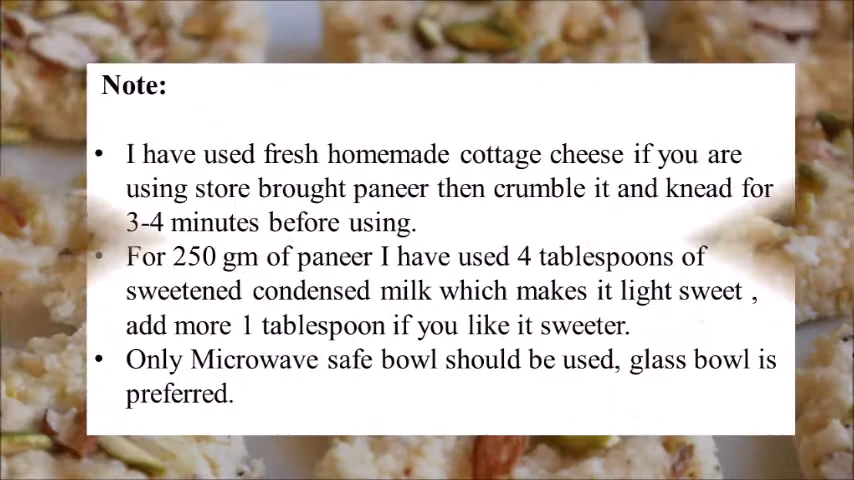 Note:
• I have used fresh homemade cottage cheese if you are
using store brought paneer then crumble it and knead for
3-4 minutes before using.
• For 250 gm of paneer I have used 4 tablespoons of
sweetened condensed milk which makes it light sweet ,
add more 1 tablespoon if you like it sweeter.
• Only Microwave safe bowl should be used, glass bowl is
preferred.